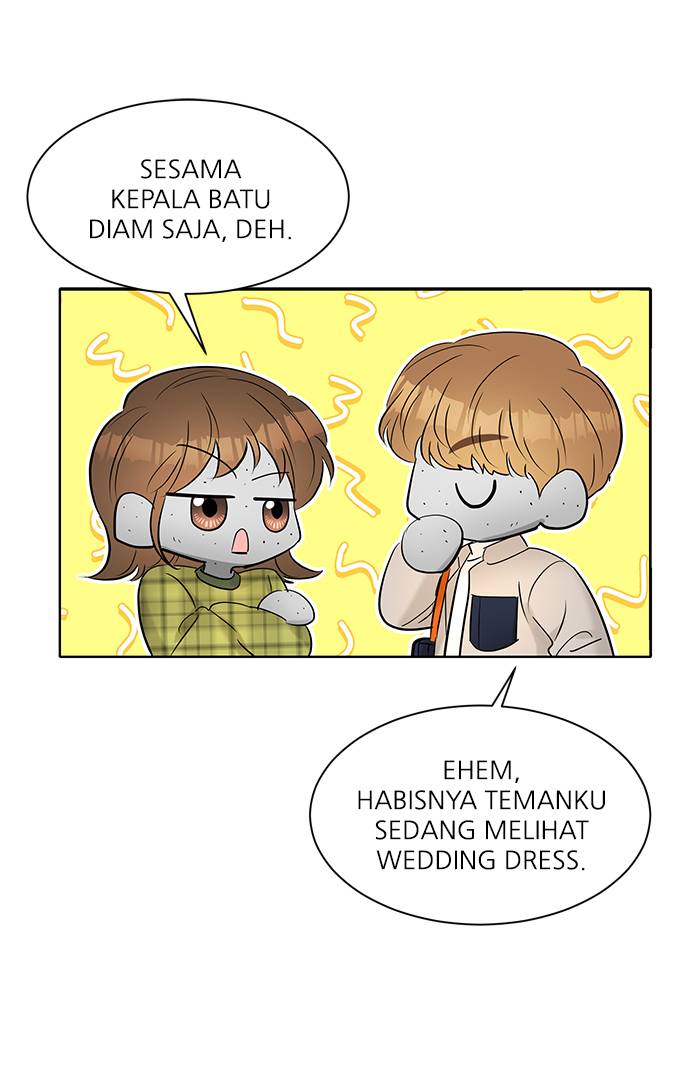 SESAMA
KEPALA BATU
DIAM SAJA, DEH.
EHEM,
HABISNYA TEMANKU
SEDANG MELIHAT
WEDDING DRESS.